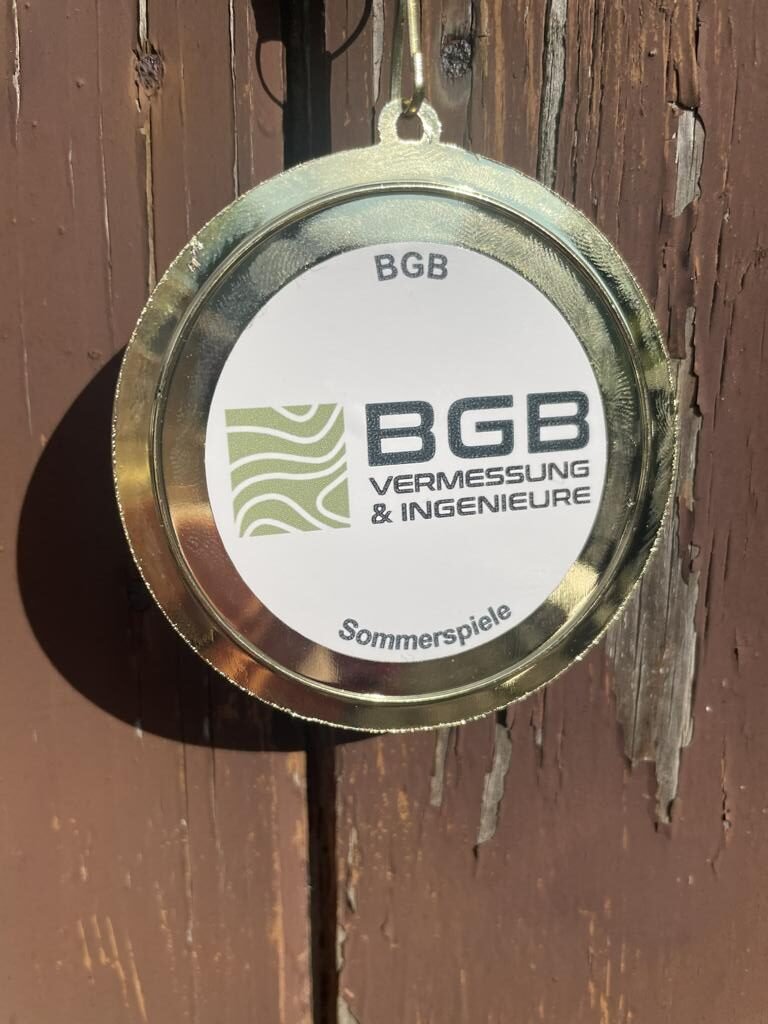 BGB
BGB
VERMESSUNG
& INGENIEURE
Sommerspiele